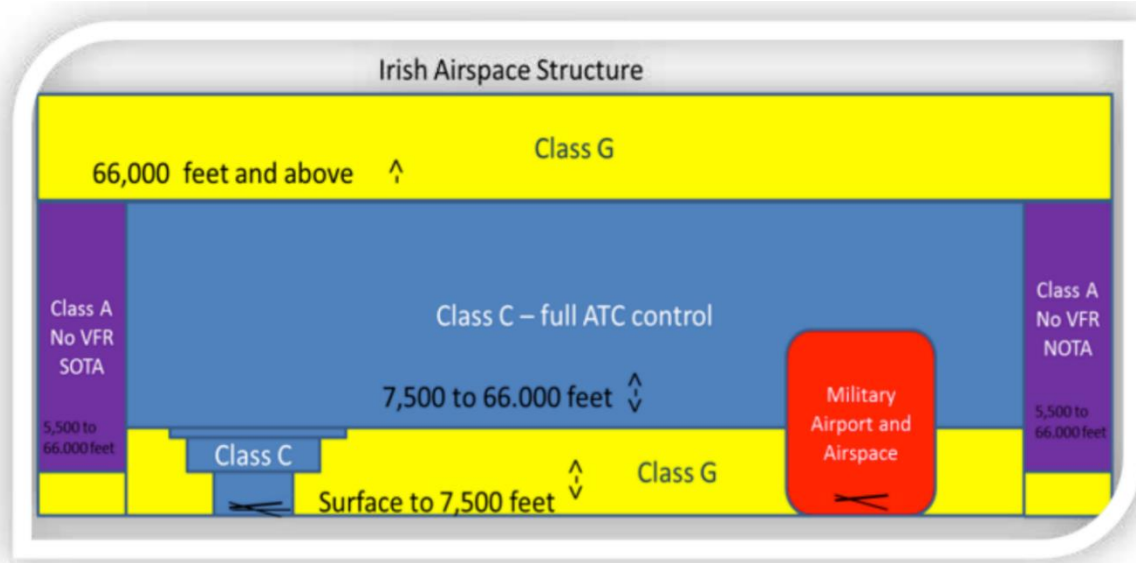 Irish Airspace Structure
Class G
66,000 feet and above
Class A
No VFR
SOTA
5,500 to
66.000 feet
Class C – full ATC control
7,500 to 66.000 feet
Class A
No VFR
NOTA
5,500 to
66.000 feet
Military
Airport and
Airspace
Class C
Class G
Surface to 7,500 feet